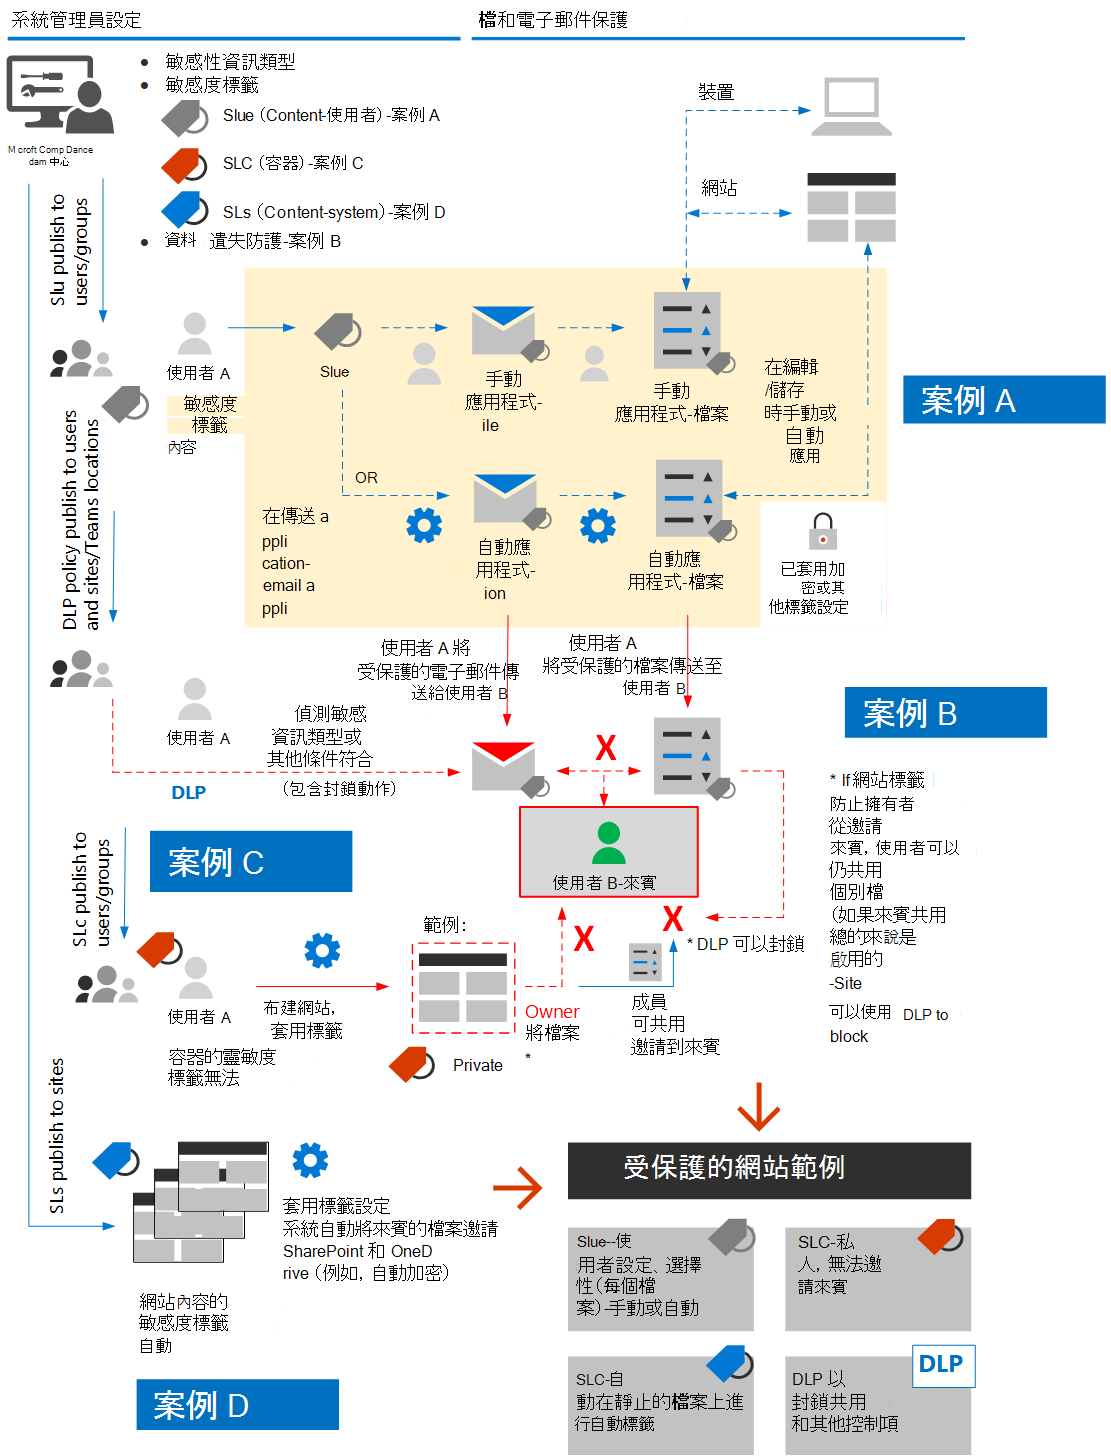 系統管理員設定
檔和電子郵件保護
敏感性資訊類型
敏感度標籤
Slue (Content-使用者) -案例 A
SLC (容器) -案例 C
SLs (Content-system) -案例 D
資料 遺失防護-案例 B
M croft Comp Dance
dam 中心
裝置
網站
Slu publish to
users/groups
使用者 A
敏感度
標籤
內容
Slue
手動
應用程式-
ile
手動
應用程式-檔案
在編輯
/儲存
時手動或
自動
應用
案例 A
OR
在傳送 a
ppli
cation-
email a
ppli
自動應
用程式-
ion
自動應
用程式-檔案
已套用加
密或其
他標籤設定
DLP policy publish to users
and sites/Teams locations
使用者 A 將
受保護的電子郵件傳
送給使用者 B
使用者 A
將受保護的檔案傳送至
使用者 B
案例 B
使用者 A
偵測敏感
資訊類型或
其他條件符合
(包含封鎖動作)
DLP
X
使用者 B-來賓
* If 網站標籤
防止擁有者
從邀請
來賓, 使用者可以
仍共用
個別檔
(如果來賓共用
總的來說是
啟用的
-Site
可以使用 DLP to
block
案例 C
SLc publish to
users/groups
使用者 A
容器的靈敏度
標籤無法
布建網站,
套用標籤
範例:
Private
X
X
* DLP 可以封鎖
Owner
將檔案
*
成員
可共用
邀請到來賓
SLs publish to sites
網站內容的
敏感度標籤
自動
套用標籤設定
系統自動將來賓的檔案邀請
SharePoint 和 OneD
rive (例如, 自動加密)
案例 D
受保護的網站範例
Slue--使
用者設定、選擇
性 (每個檔
案) -手動或自動
SLC-私
人, 無法邀
請來賓
SLC-自
動在靜止的檔案上進
行自動標籤
DLP
DLP 以
封鎖共用
和其他控制項